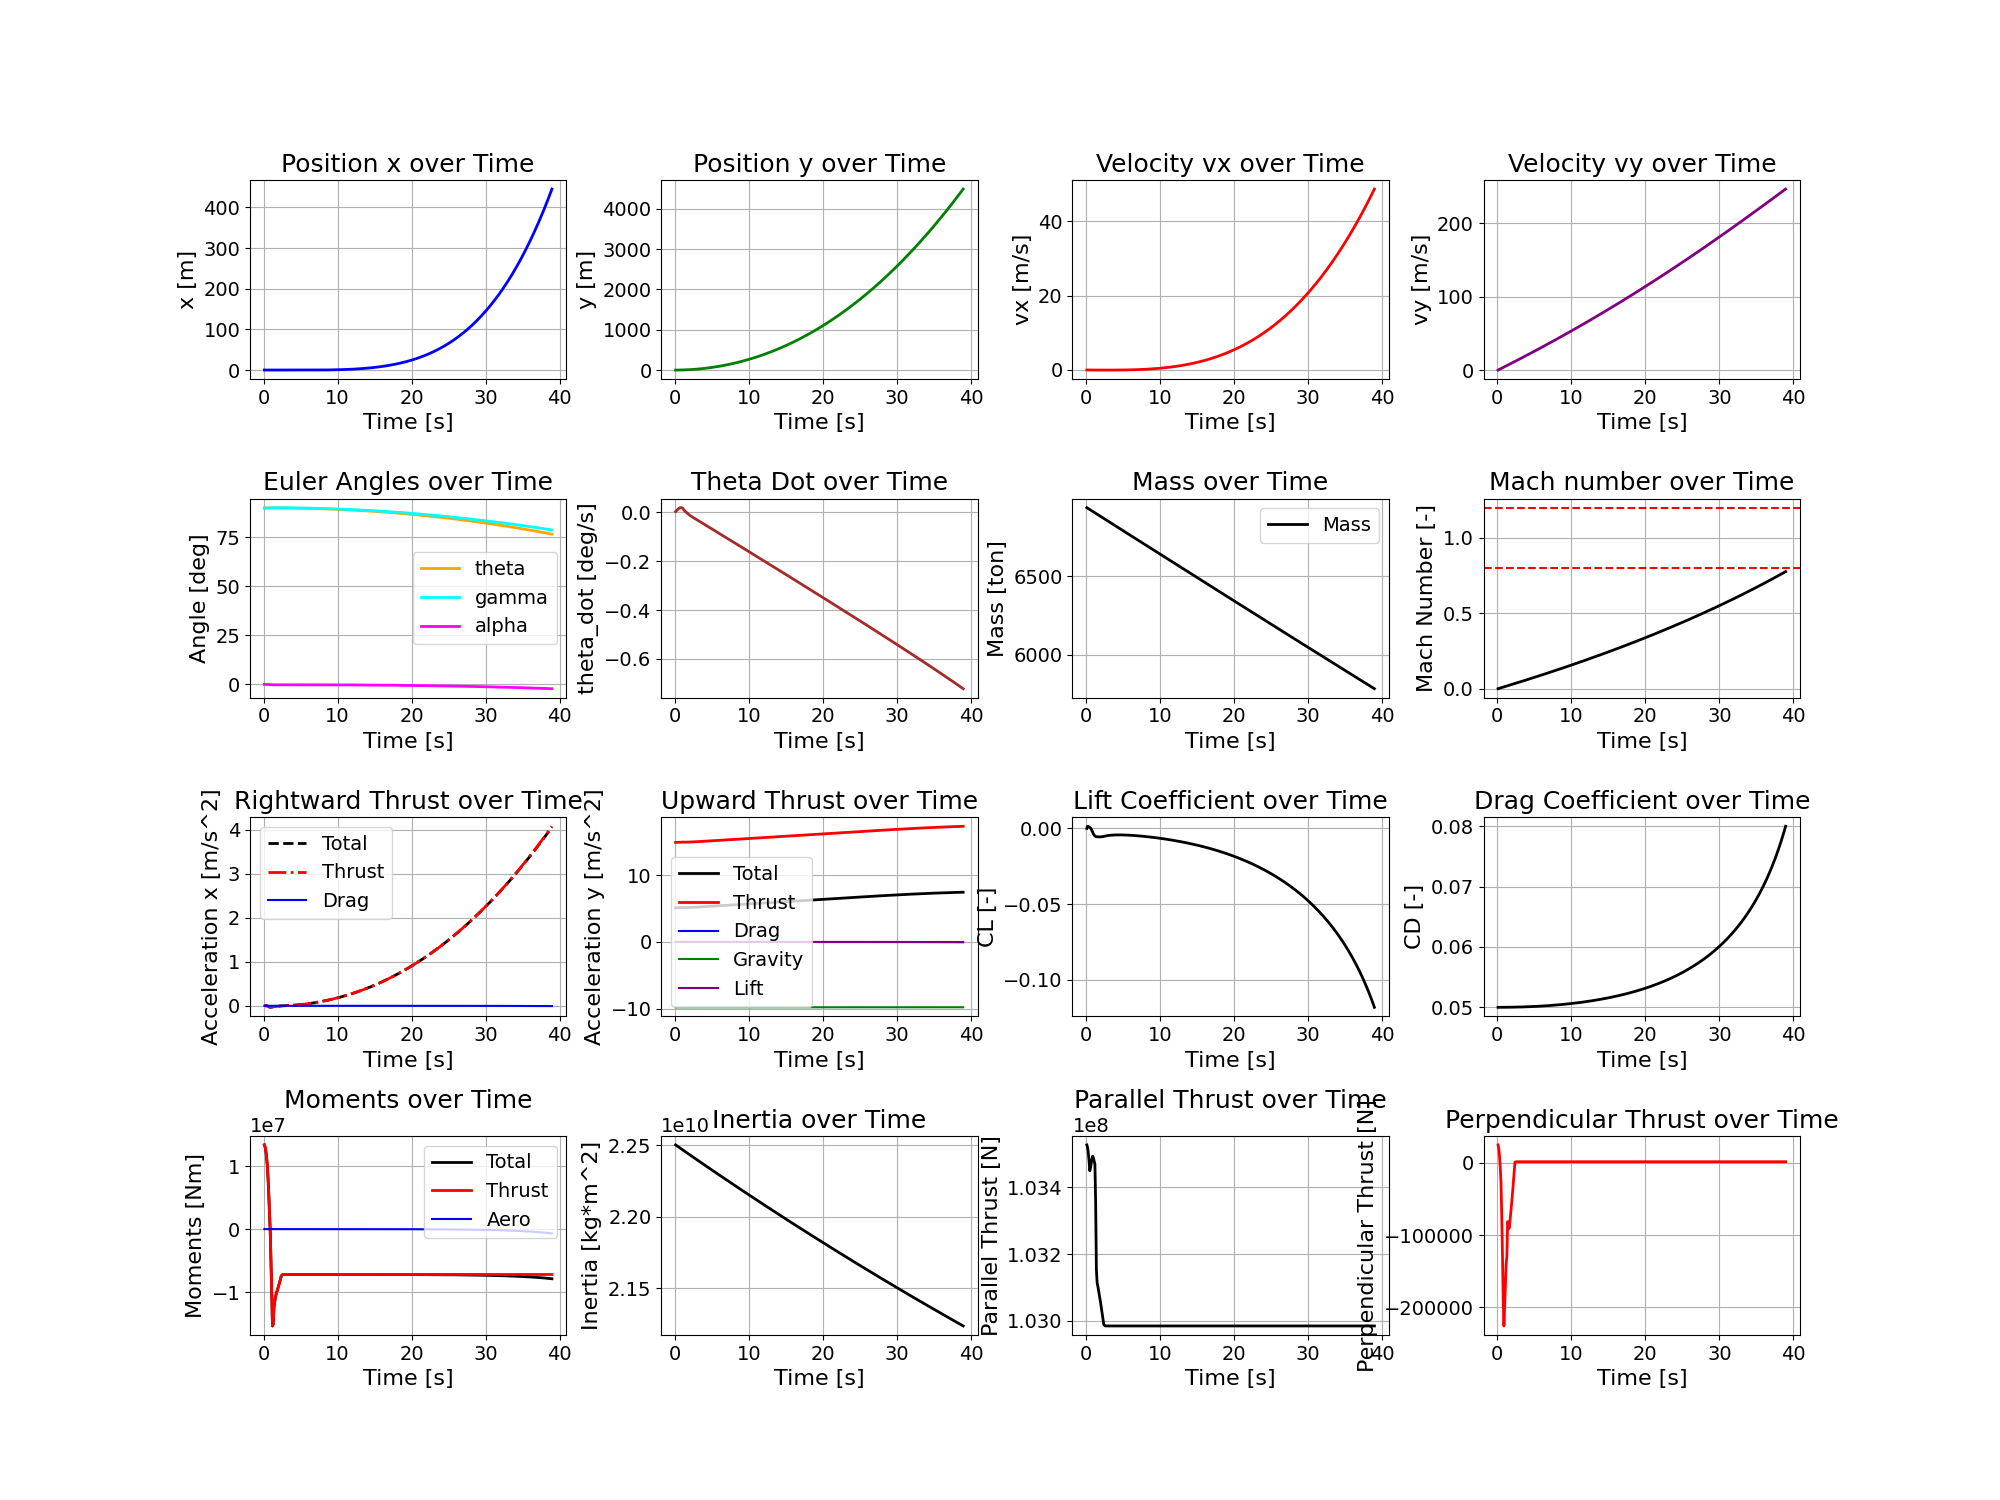 Position x over Time
x [m]
400
300
200
100
0
0 10 20 30 40
Time [s]
Position y over Time
y [m]
4000
3000
2000
1000
0
0 10 20 30 40
Time [s]
Velocity vx over Time
vx [m/s]
40
20
0
0 10 20 30 40
Time [s]
Velocity vy over Time
vy [m/s]
200
100
0
0 10 20 30 40
Time [s]
Euler Angles over Time
Angle [deg]
75
50
25
0
theta
gamma
alpha
0 10 20 30 40
Time [s]
Theta Dot over Time
theta_dot [deg/s]
0.0
−0.2
−0.4
−0.6
0 10 20 30 40
Time [s]
Mass over Time
Mass [ton]
6500
6000
Mass
0 10 20 30 40
Time [s]
Mach number over Time
Mach Number [-]
1.0
0.5
0.0
0 10 20 30 40
Time [s]
Rightward Thrust over Time
Acceleration x [m/s^2]
4
3
2
1
0
Total
Thrust
Drag
0 10 20 30 40
Time [s]
Upward Thrust over Time
Acceleration y [m/s^2]
10
0
−10
Total
Thrust
Drag
Gravity
Lift
0 10 20 30 40
Time [s]
Lift Coefficient over Time
CL [-]
0.00
−0.05
−0.10
0 10 20 30 40
Time [s]
Drag Coefficient over Time
CD [-]
0.08
0.07
0.06
0.05
0 10 20 30 40
Time [s]
Moments over Time
1e7
Moments [Nm]
1
0
−1
Total
Thrust
Aero
0 10 20 30 40
Time [s]
Inertia over Time
1e10
Inertia [kg*m^2]
2.25
2.20
2.15
0 10 20 30 40
Time [s]
Parallel Thrust over Time
1e8
Parallel Thrust [N]
1.034
1.032
1.030
0 10 20 30 40
Time [s]
Perpendicular Thrust over Time
Perpendicular Thrust [N]
0
−100000
−200000
0 10 20 30 40
Time [s]